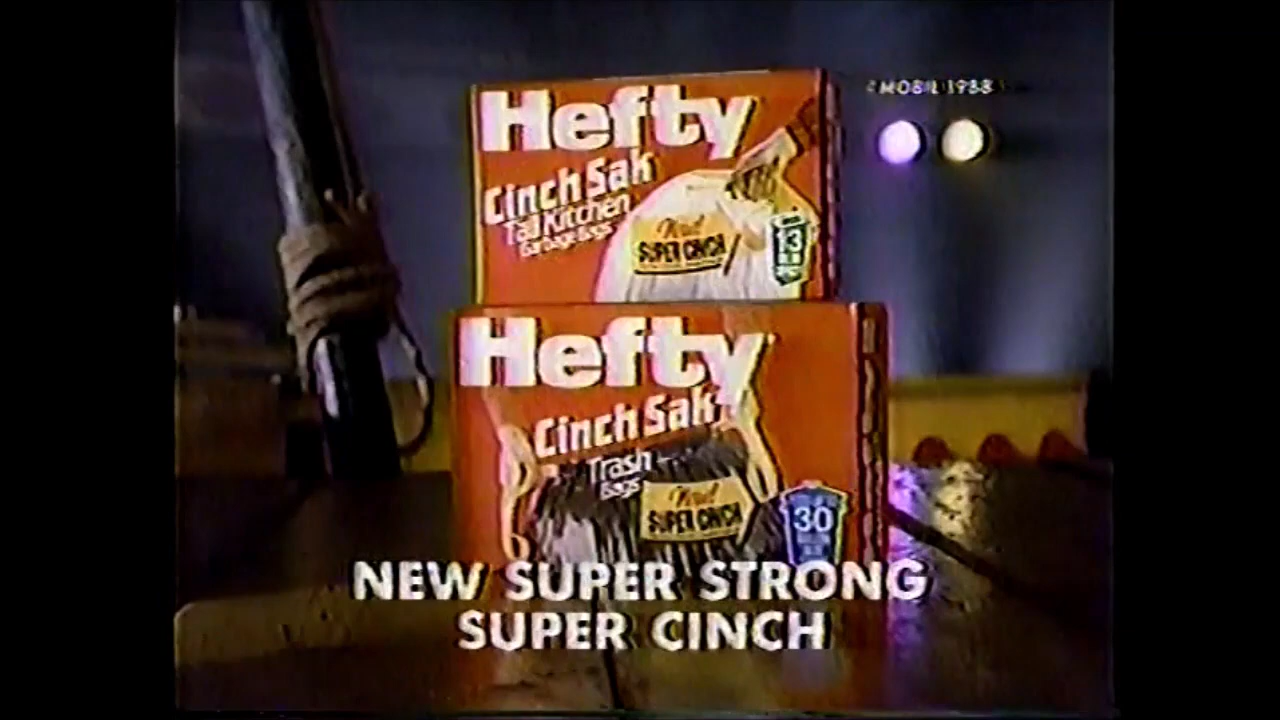 © MOBIL 1988
Hefty
Cinch Sak
Tall Kitchen
Garbage Bags
New!
SUPER CINCH
13
Hefty
Cinch Sak
Trash
Bags
New!
SUPER CINCH
30
NEW SUPER STRONG
SUPER CINCH